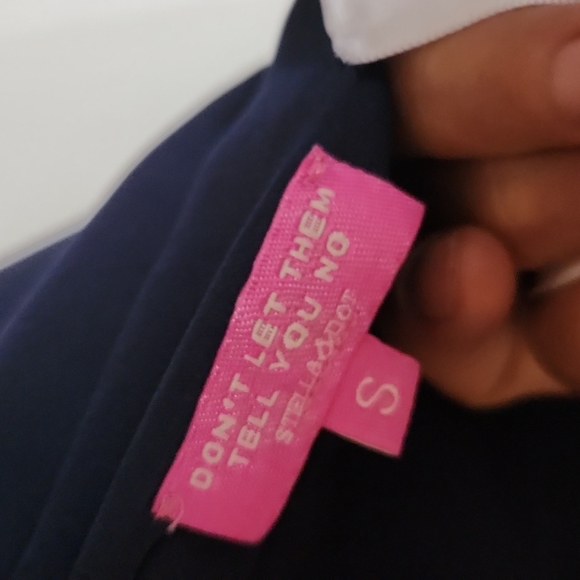 DON'T LET THEM
TELL YOU NO
STELLA & DOT
S